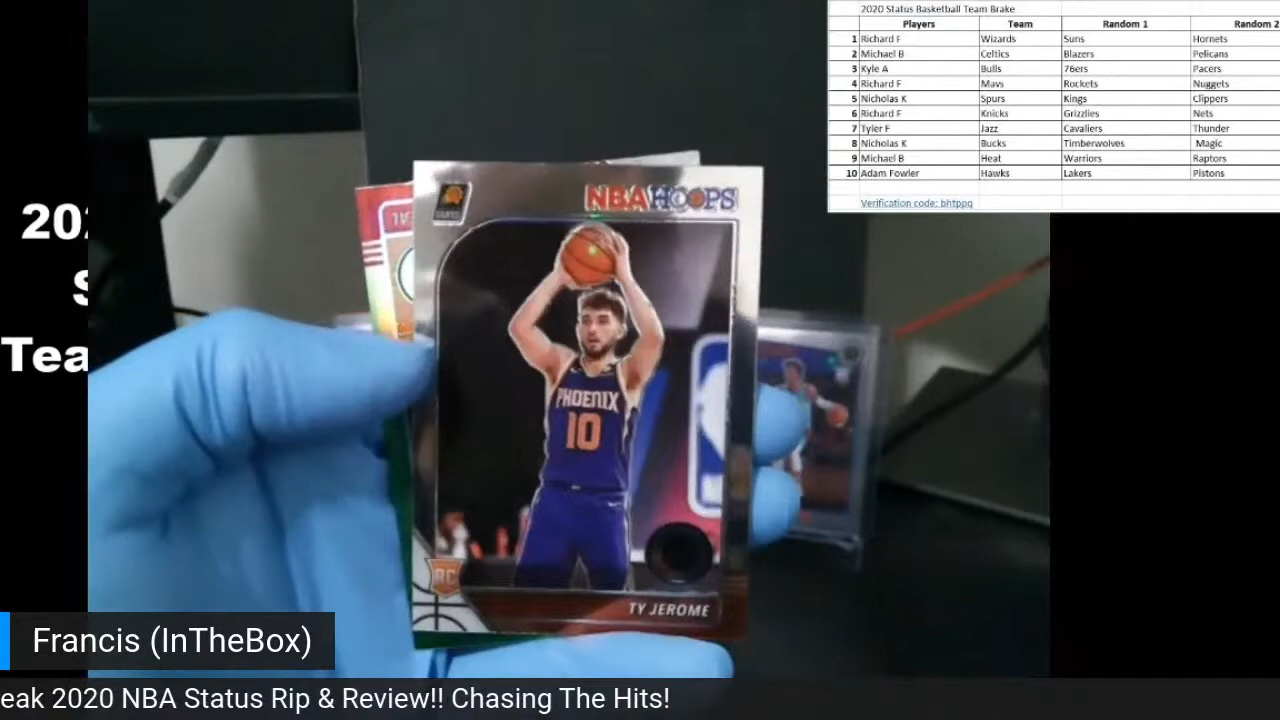 2020 Status Basketball Team Brake
Players Team Random 1 Random 2
1 Richard F Wizards Suns Hornets
2 Michael B Celtics Blazers Pelicans
3 Kyle A Bulls 76ers Pacers
4 Richard F Mavs Rockets Nuggets
5 Nicholas K Spurs Kings Clippers
6 Richard F Knicks Grizzlies Nets
7 Tyler F Jazz Cavaliers Thunder
8 Nicholas K Bucks Timberwolves Magic
9 Michael B Heat Warriors Raptors
10 Adam Fowler Hawks Lakers Pistons
Verification code: bhtppq
202
S
Tea
SUNS
NBA HOOPS
PHOENIX
10
RC
TY JEROME
Francis (InTheBox)
eak 2020 NBA Status Rip & Review!! Chasing The Hits!